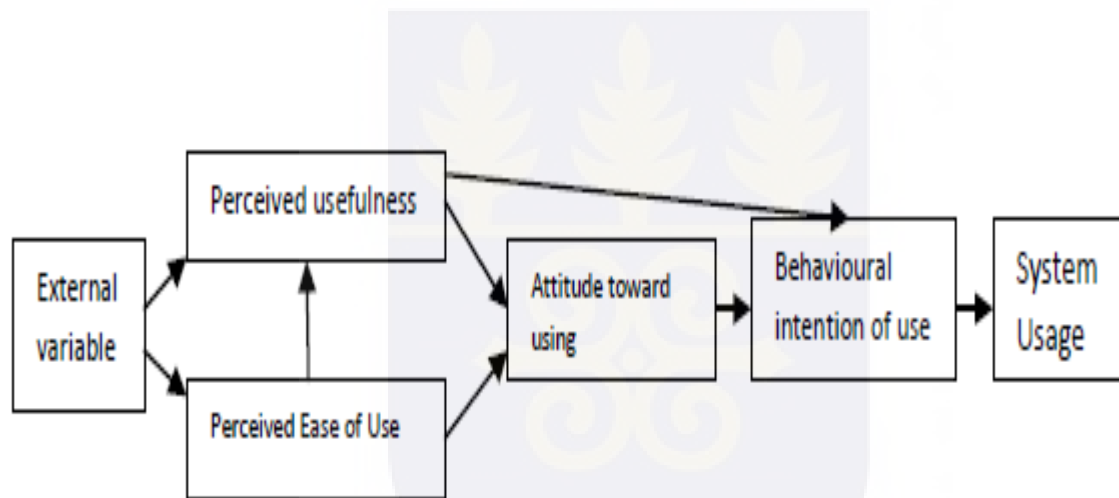 Perceived usefulness
External
variable
Perceived Ease of Use
Attitude toward
using
Behavioural
intention of use
System
Usage